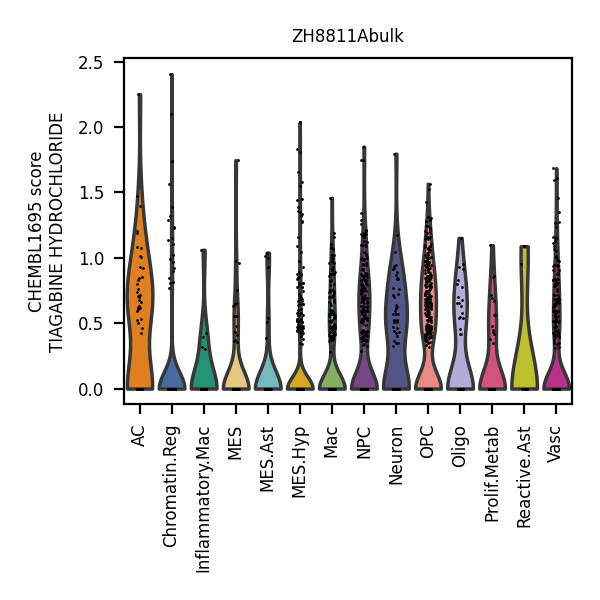 ZH8811Abulk
CHEMBL1695 score
TIAGABINE HYDROCHLORIDE
2.5
2.0
1.5
1.0
0.5
0.0
AC
Chromatin.Reg
Inflammatory.Mac
MES
MES.Ast
MES.Hyp
Mac
NPC
Neuron
OPC
Oligo
Prolif.Metab
Reactive.Ast
Vasc